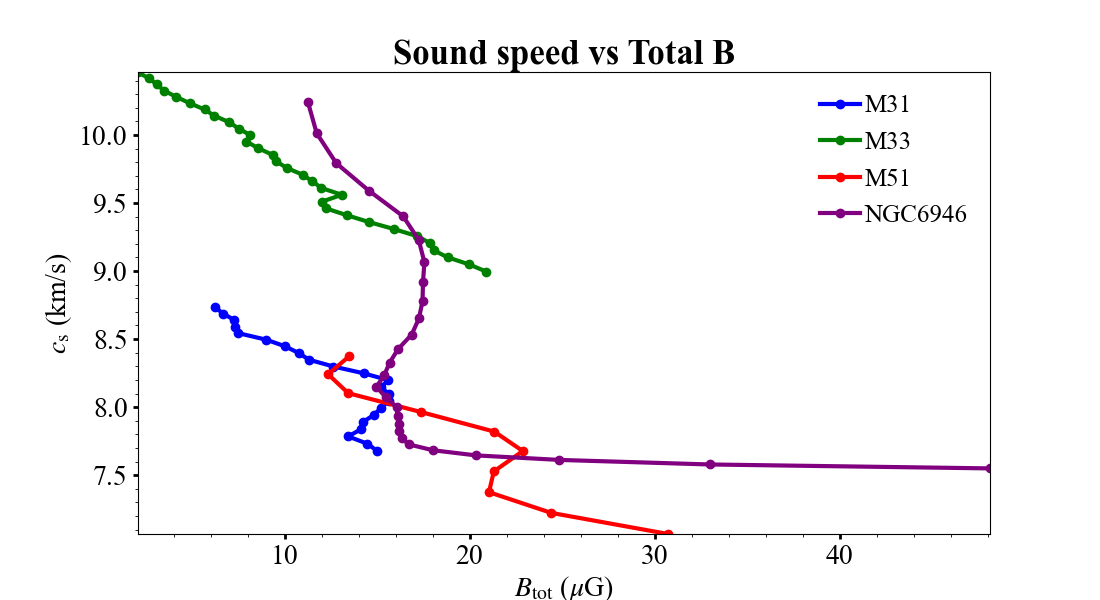 Sound speed vs Total B
M31
M33
M51
NGC6946
10.0
9.5
9.0
8.5
8.0
7.5
c_s (km/s)
10 20 30 40
B_tot (μG)